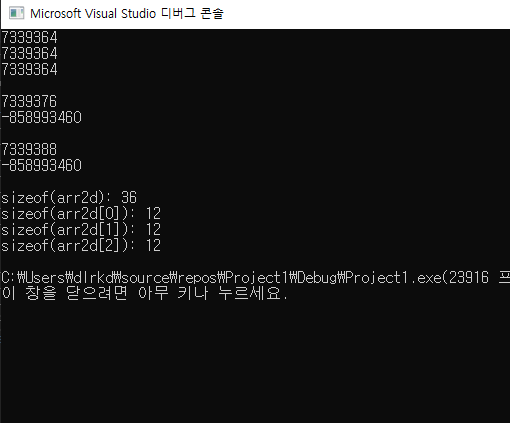 Microsoft Visual Studio 디버그 콘솔
7339364
7339364
7339364
7339376
-858993460
7339388
-858993460
sizeof(arr2d): 36
sizeof(arr2d[0]): 12
sizeof(arr2d[1]): 12
sizeof(arr2d[2]): 12
C:₩Users₩dlrkd₩source₩repos₩Project1₩Debug₩Project1.exe(23916 프
이 창을 닫으려면 아무 키나 누르세요.